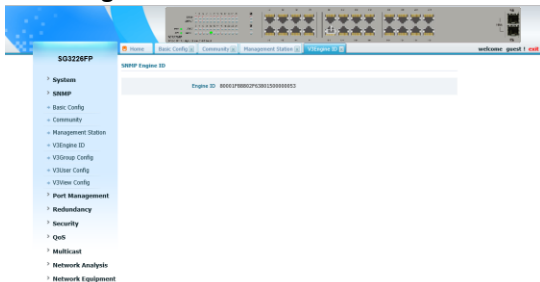 Home Basic Config Community Management Station V3Engine ID welcome guest ! exit
SG3226FP
SNMP Engine ID
System
Engine ID
SNMP
Basic Config
Community
Management Station
V3Engine ID
V3Group Config
V3User Config
V3View Config
Port Management
Redundancy
Security
QoS
Multicast
Network Analysis
Network Equipment